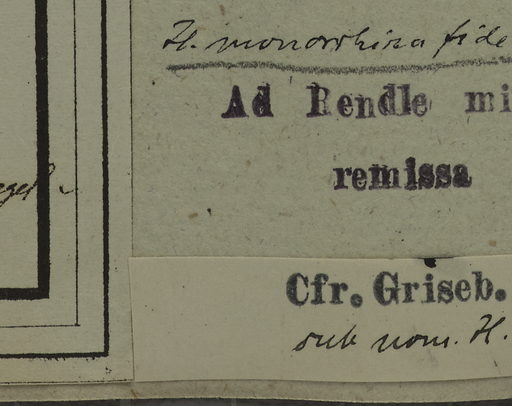 H. monorrhiza fide
Ad Rendle mi
remissa
Cfr. Griseb.
sub nom. H.